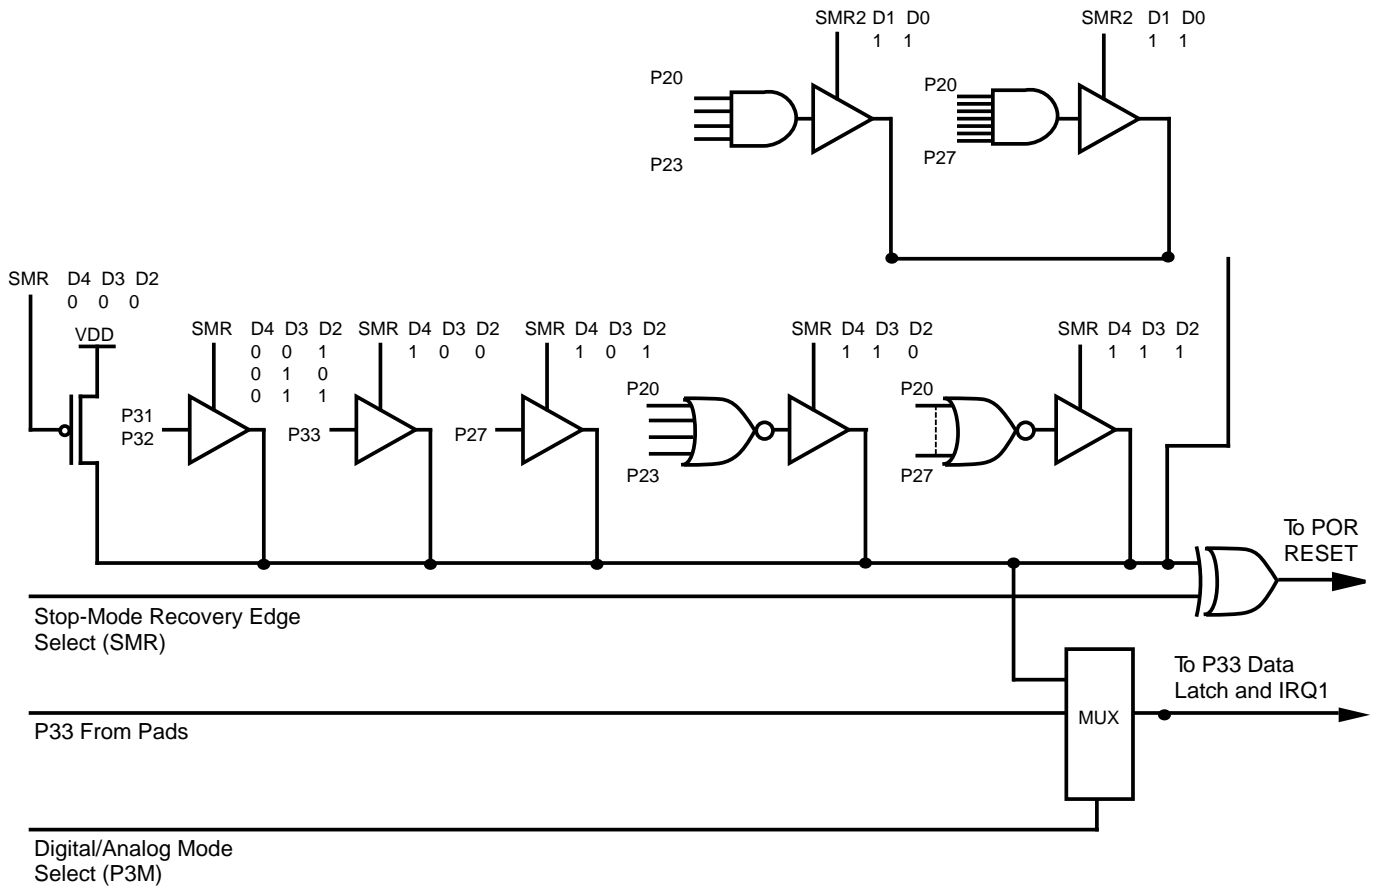 SMR2 D1 D0
1 1
SMR2 D1 D0
1 1
P20
P23
P20
P27
SMR D4 D3 D2
0 0 0
VDD
SMR D4 D3 D2
0 0 1
0 1 0
0 1 1
SMR D4 D3 D2
1 0 0
SMR D4 D3 D2
1 0 1
SMR D4 D3 D2
1 1 0
SMR D4 D3 D2
1 1 1
P31
P32
P33
P27
P20
P23
P20
P27
To POR
RESET
Stop-Mode Recovery Edge
Select (SMR)
To P33 Data
Latch and IRQ1
MUX
P33 From Pads
Digital/Analog Mode
Select (P3M)